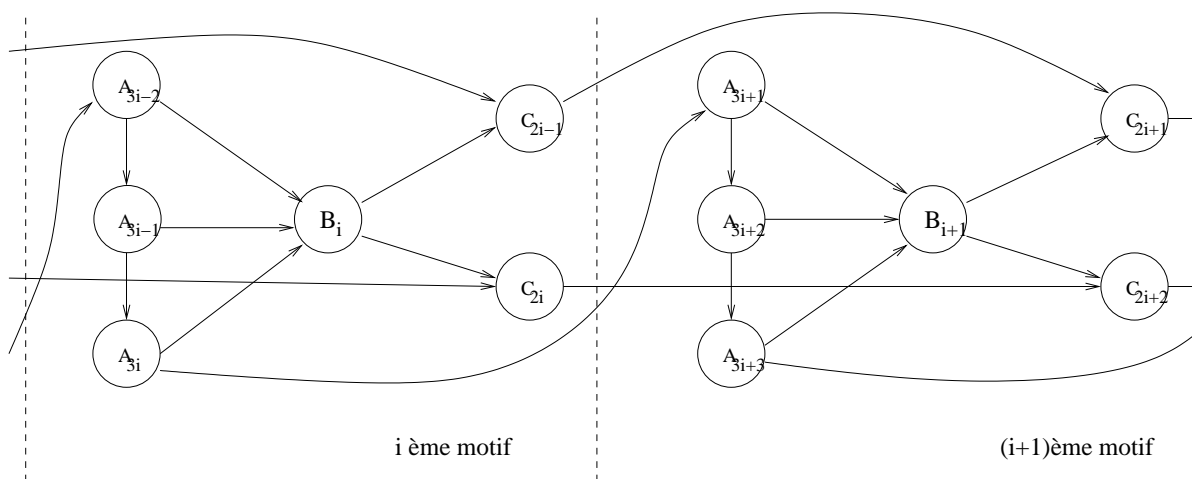 A3i−2
C2i−1
A3i−1
Bi
C2i
A3i
i ème motif
A3i+1
C2i+1
A3i+2
Bi+1
C2i+2
A3i+3
(i+1)ème motif